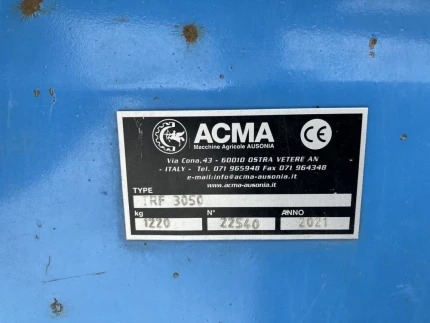 ACMA
Macchine Agricole AUSONIA
CE
Via Cona,43 - 60010 OSTRA VETERE AN
- ITALY - Tel. 071 965948 Fax 071 964348
e-mail:info@acma-ausonia.it
www.acma-ausonia.it
TYPE
TRF 3050
kg N° ANNO
1220 22540 2021